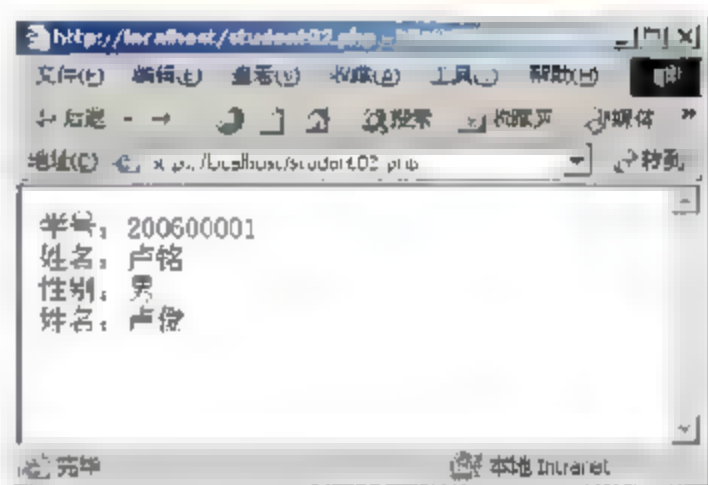 http://localhost/student02.php
文件(F) 编辑(E) 查看(V) 收藏(A) 工具(T) 帮助(H)
后退 搜索 收藏夹 媒体 »
地址(D) http://localhost/student02.php 转到
学号：200600001
姓名：卢铭
性别：男
姓名：卢俊
完毕 本地 Intranet